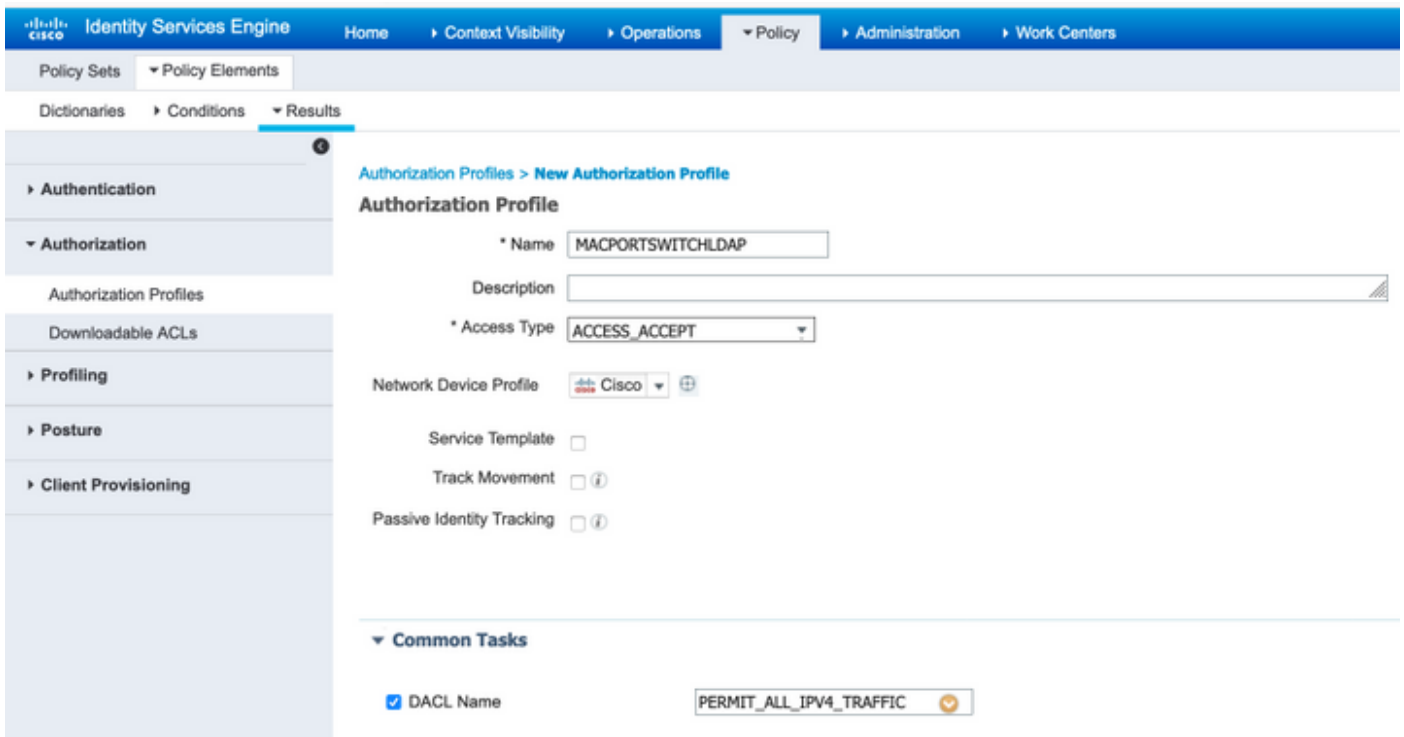 cisco Identity Services Engine Home Context Visibility Operations Policy Administration Work Centers
Policy Sets Policy Elements
Dictionaries Conditions Results
Authentication
Authorization
Authorization Profiles
Downloadable ACLs
Profiling
Posture
Client Provisioning
Authorization Profiles > New Authorization Profile
Authorization Profile
* Name MACPORTSWITCHLDAP
Description
* Access Type ACCESS_ACCEPT
Network Device Profile cisco Cisco
Service Template
Track Movement i
Passive Identity Tracking i
Common Tasks
DACL Name PERMIT_ALL_IPV4_TRAFFIC